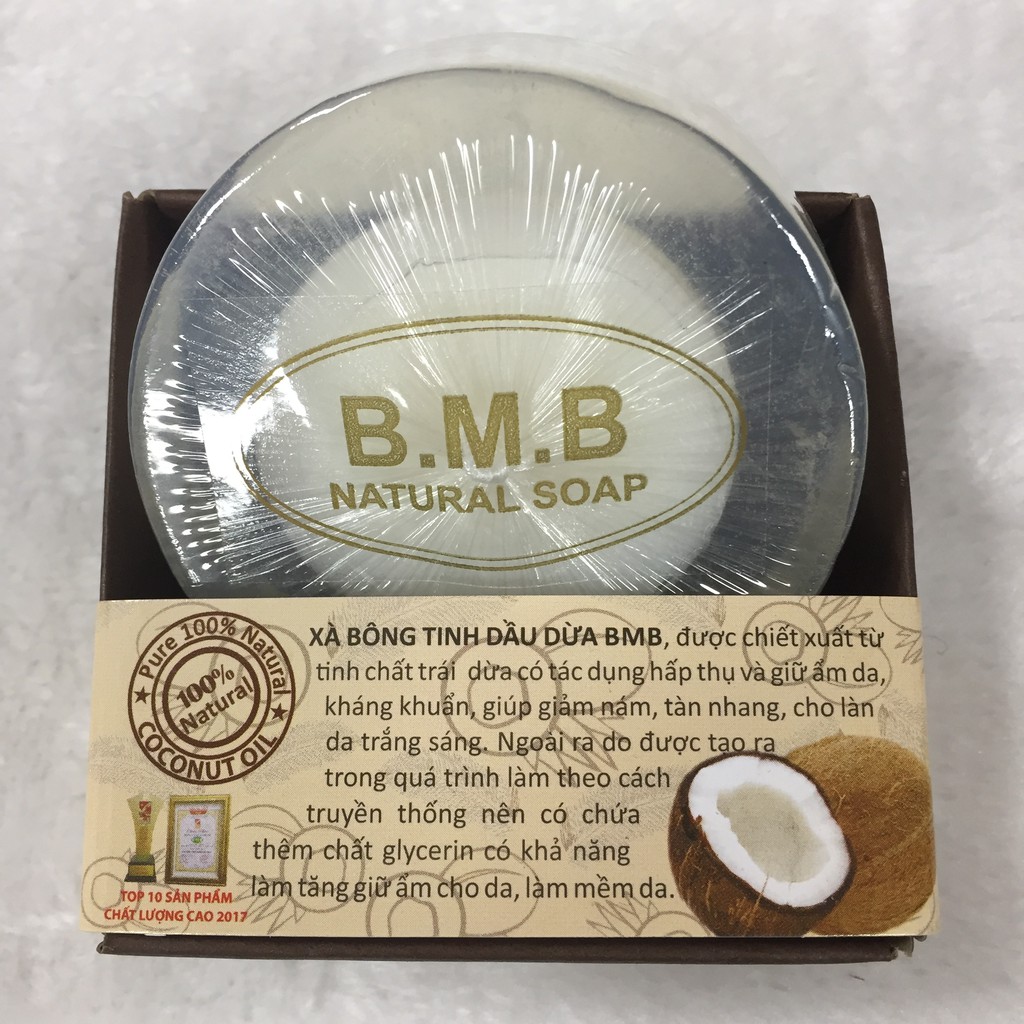 B.M.B
NATURAL SOAP
Pure 100% Natural
100%
Natural
COCONUT OIL
XÀ BÔNG TINH DẦU DỪA BMB, được chiết xuất từ
tinh chất trái dừa có tác dụng hấp thụ và giữ ẩm da,
kháng khuẩn, giúp giảm nám, tàn nhang, cho làn
da trắng sáng. Ngoài ra do được tạo ra
trong quá trình làm theo cách
truyền thống nên có chứa
thêm chất glycerin có khả năng
làm tăng giữ ẩm cho da, làm mềm da.
TOP 10 SẢN PHẨM
CHẤT LƯỢNG CAO 2017